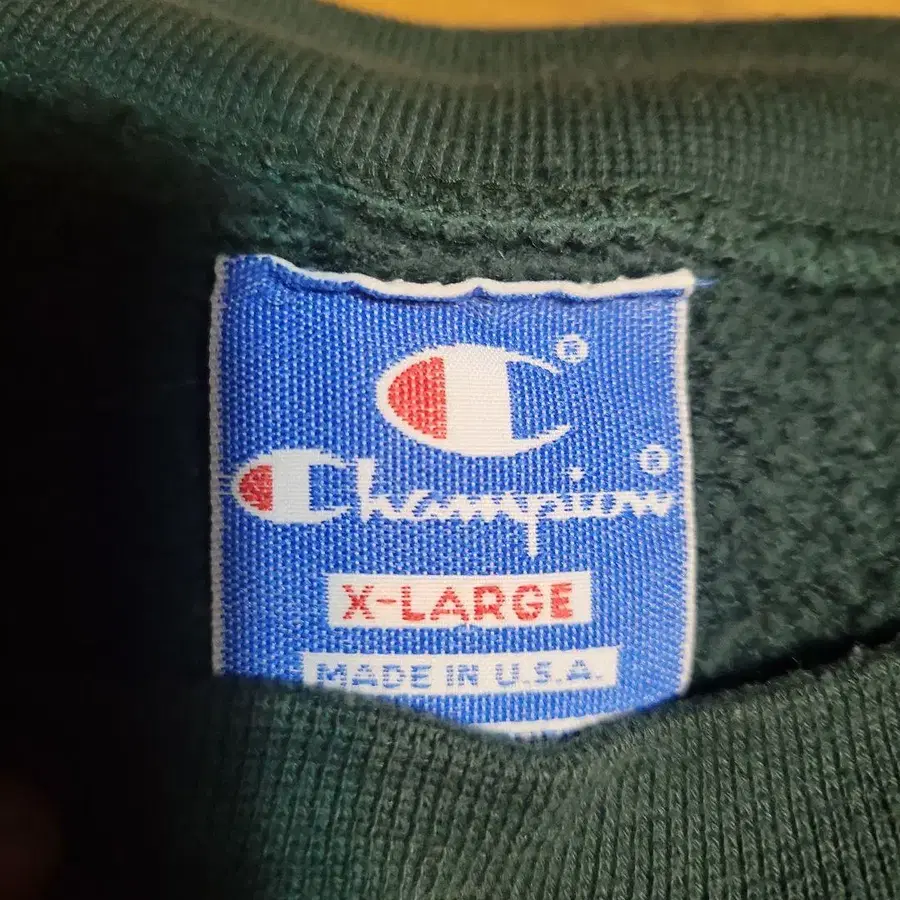 C®
Champion®
X-LARGE
MADE IN U.S.A.